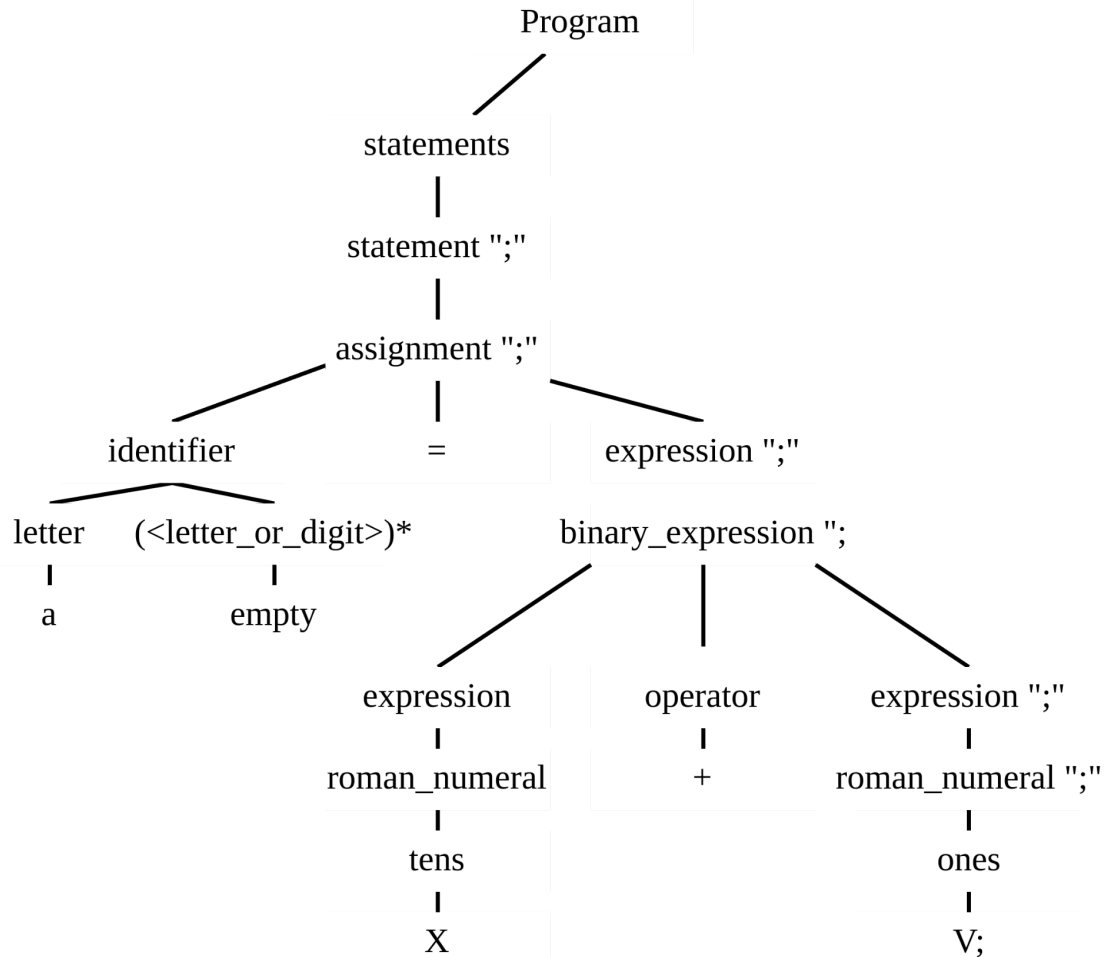 Program
statements
statement ";"
assignment ";"
identifier = expression ";"
letter (<letter_or_digit>)* binary_expression ";
a empty
expression operator expression ";"
roman_numeral + roman_numeral ";"
tens ones
X V;